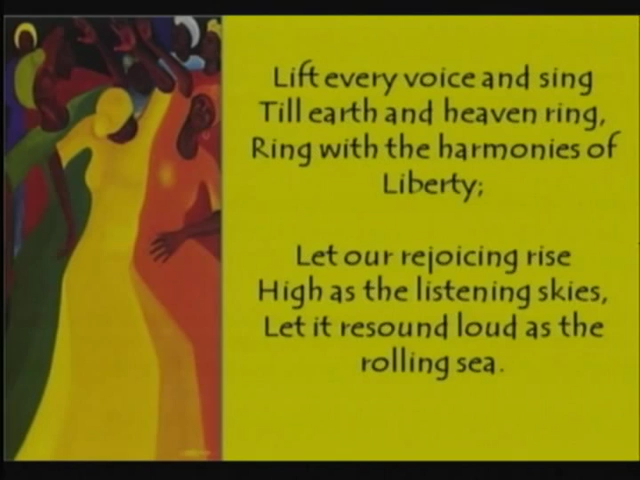 Lift every voice and sing
Till earth and heaven ring,
Ring with the harmonies of
Liberty;
Let our rejoicing rise
High as the listening skies,
Let it resound loud as the
rolling sea.